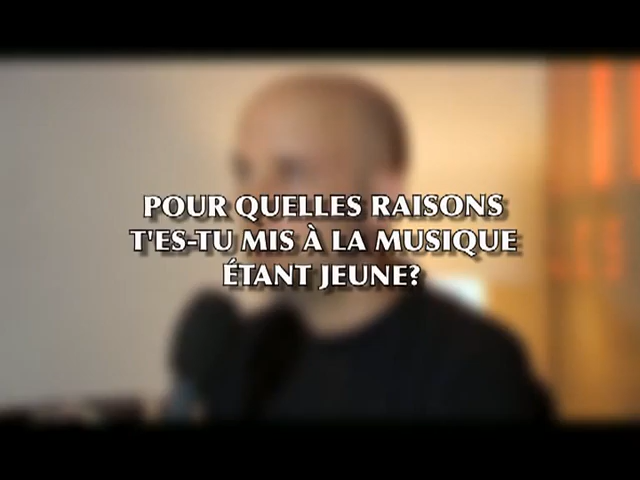 POUR QUELLES RAISONS
T'ES-TU MIS À LA MUSIQUE
ÉTANT JEUNE?